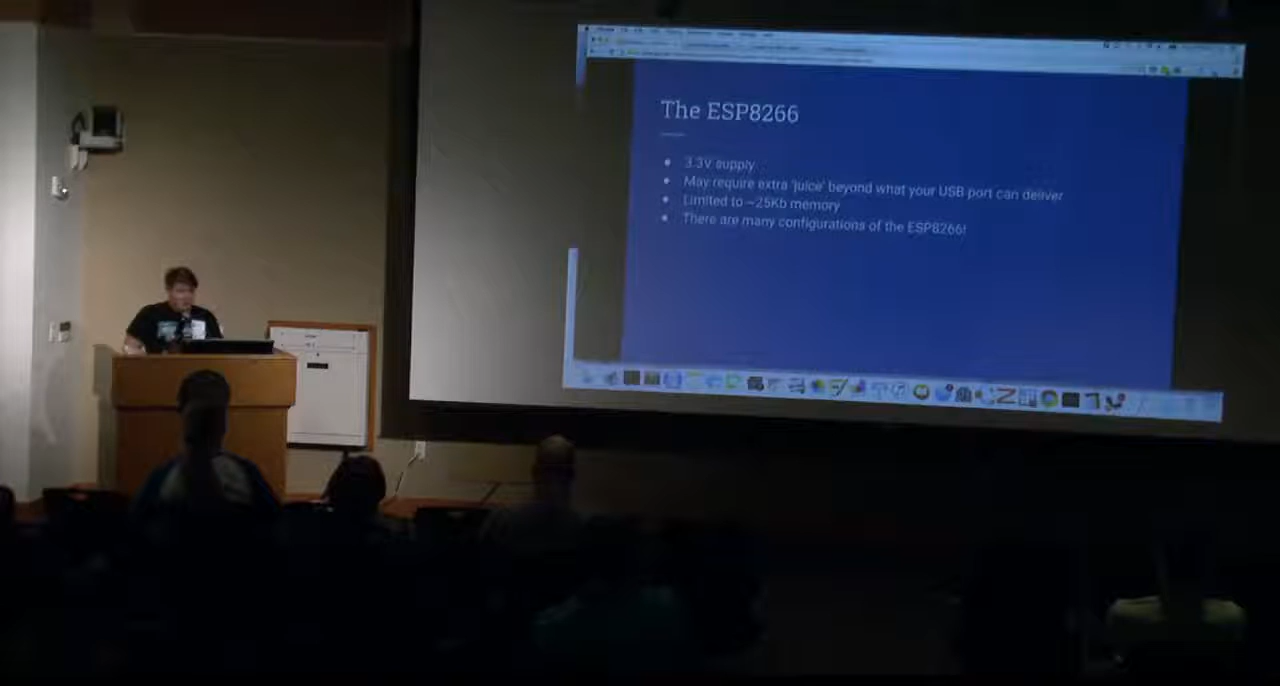 The ESP8266
3.3V supply
May require extra 'juice' beyond what your USB port can deliver
Limited to ~25Kb memory
There are many configurations of the ESP8266!